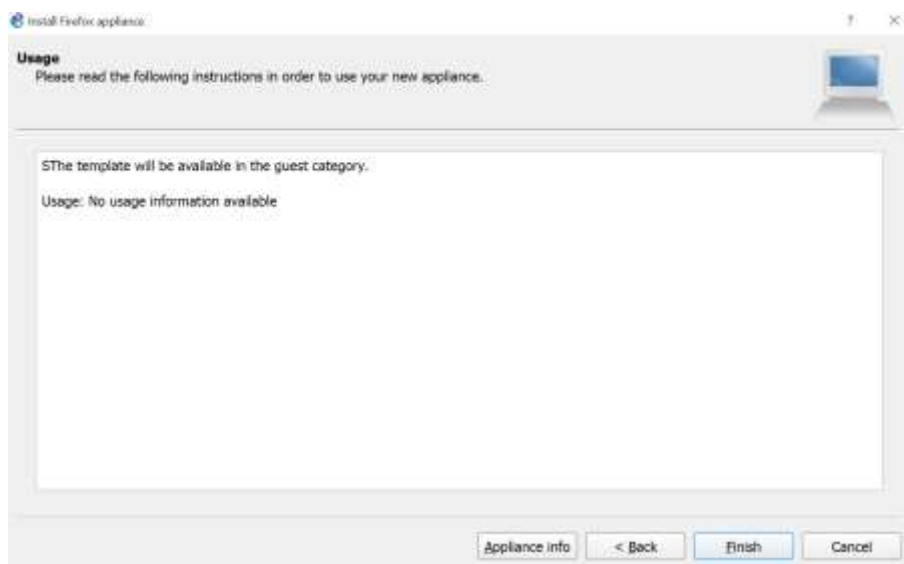 Install Firefox appliance
Usage
Please read the following instructions in order to use your new appliance.
SThe template will be available in the guest category.
Usage: No usage information available
Appliance info
< Back
Finish
Cancel